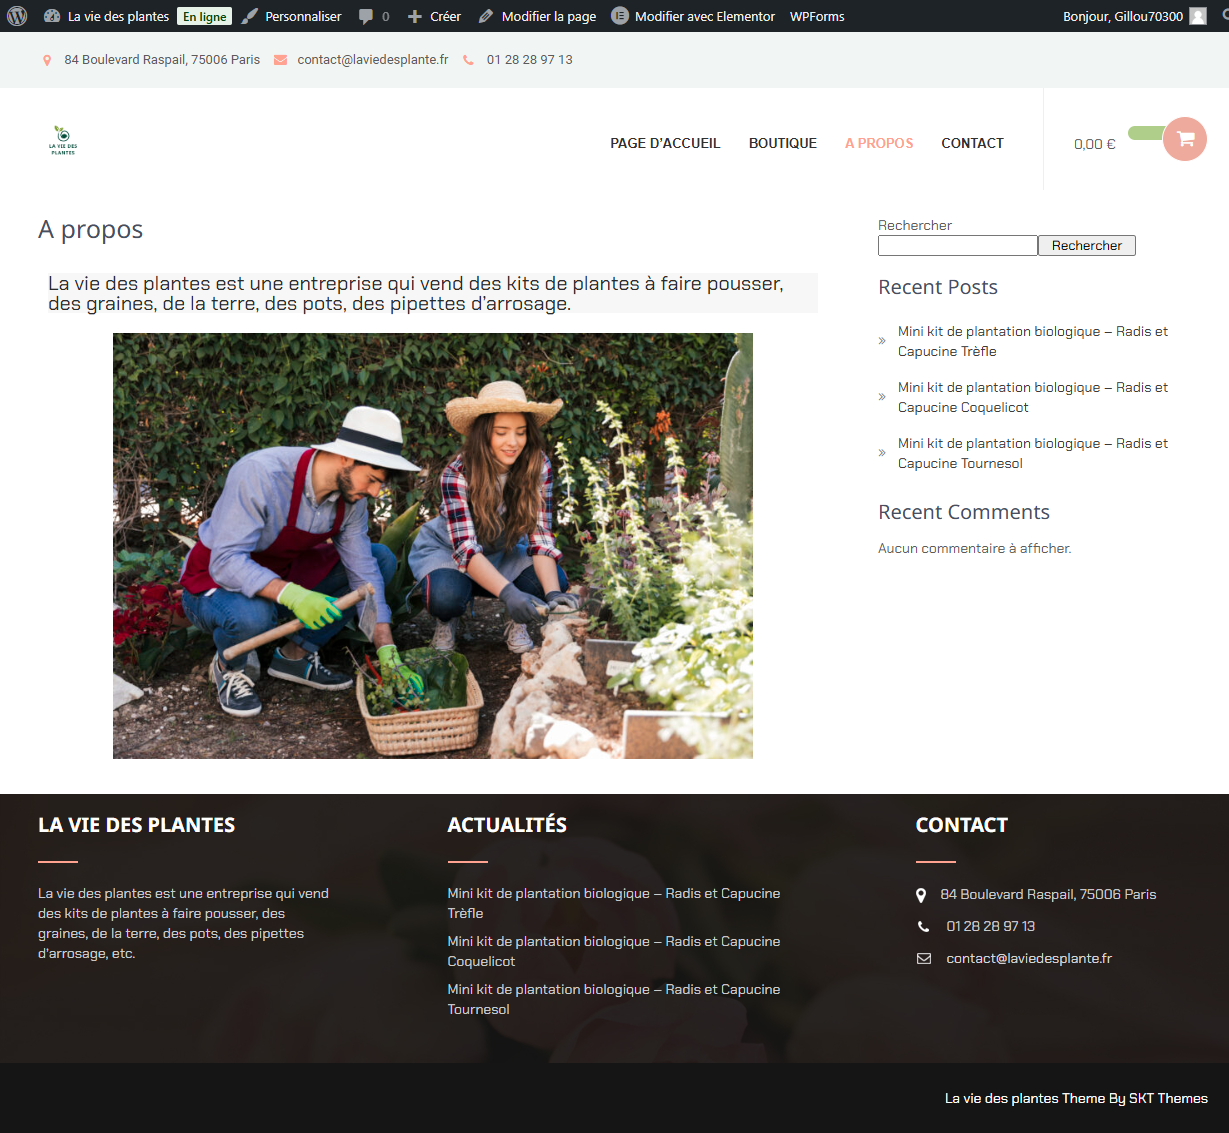 La vie des plantes En ligne Personnaliser 0 Créer Modifier la page Modifier avec Elementor WPForms Bonjour, Gillou70300
84 Boulevard Raspail, 75006 Paris contact@laviedesplante.fr 01 28 28 97 13
LA VIE DES
PLANTES
PAGE D'ACCUEIL BOUTIQUE A PROPOS CONTACT 0,00 €
A propos
La vie des plantes est une entreprise qui vend des kits de plantes à faire pousser,
des graines, de la terre, des pots, des pipettes d'arrosage.
Rechercher
Rechercher
Recent Posts
Mini kit de plantation biologique – Radis et
Capucine Trèfle
Mini kit de plantation biologique – Radis et
Capucine Coquelicot
Mini kit de plantation biologique – Radis et
Capucine Tournesol
Recent Comments
Aucun commentaire à afficher.
LA VIE DES PLANTES
La vie des plantes est une entreprise qui vend
des kits de plantes à faire pousser, des
graines, de la terre, des pots, des pipettes
d'arrosage, etc.
ACTUALITÉS
Mini kit de plantation biologique – Radis et Capucine
Trèfle
Mini kit de plantation biologique – Radis et Capucine
Coquelicot
Mini kit de plantation biologique – Radis et Capucine
Tournesol
CONTACT
84 Boulevard Raspail, 75006 Paris
01 28 28 97 13
contact@laviedesplante.fr
La vie des plantes Theme By SKT Themes